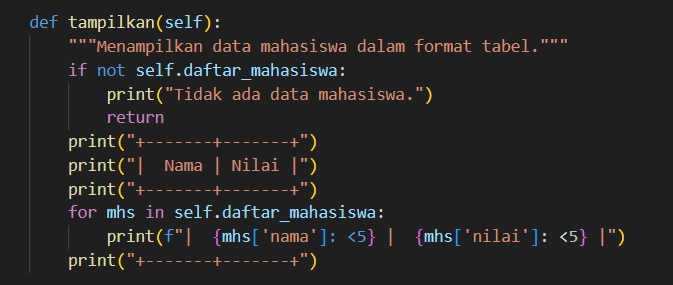 def tampilkan(self):
    """Menampilkan data mahasiswa dalam format tabel."""
    if not self.daftar_mahasiswa:
        print("Tidak ada data mahasiswa.")
        return
    print("+-------+-------+")
    print("|  Nama | Nilai |")
    print("+-------+-------+")
    for mhs in self.daftar_mahasiswa:
        print(f"|  {mhs['nama']: <5} |  {mhs['nilai']: <5} |")
    print("+-------+-------+")